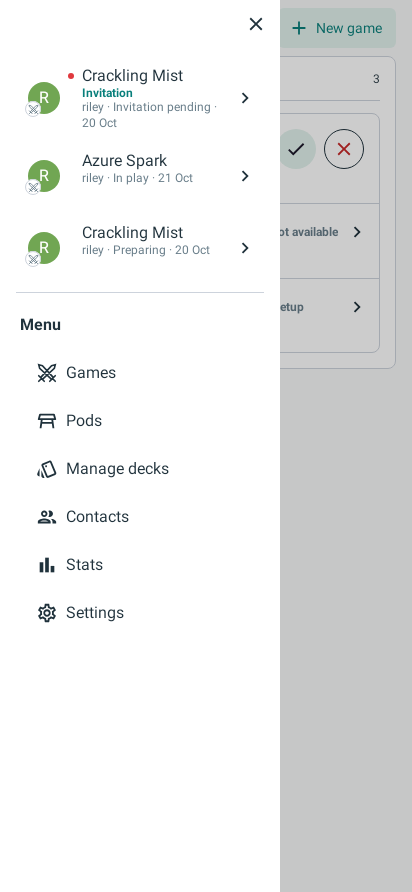 New game
3
R
Crackling Mist
Invitation
riley · Invitation pending ·
20 Oct
R
Azure Spark
riley · In play · 21 Oct
ot available
R
Crackling Mist
riley · Preparing · 20 Oct
etup
Menu
Games
Pods
Manage decks
Contacts
Stats
Settings